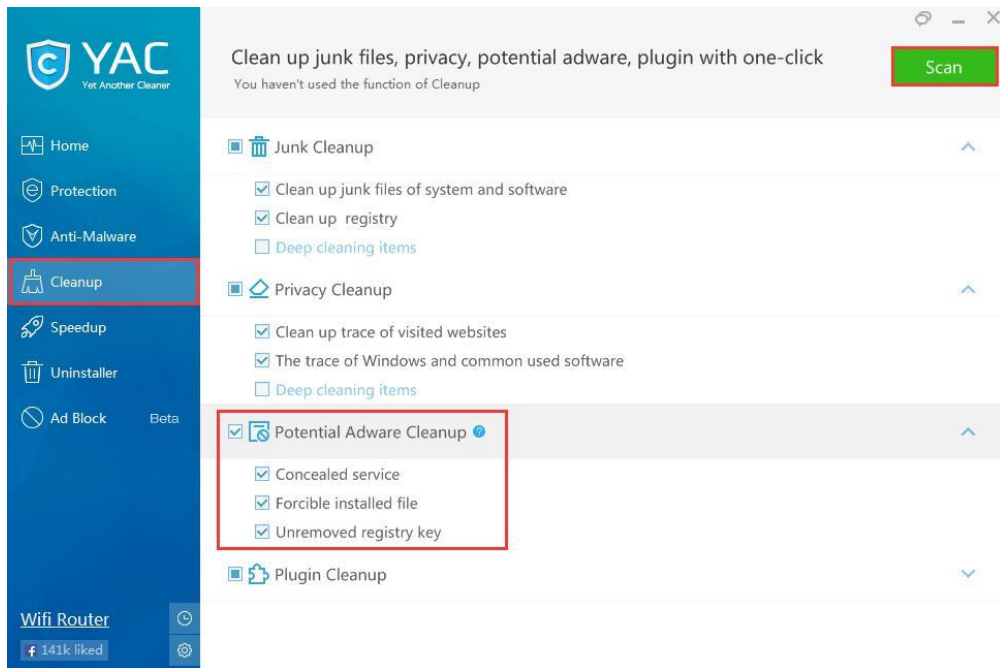 YAC
Yet Another Cleaner
Home
Protection
Anti-Malware
Cleanup
Speedup
Uninstaller
Ad Block Beta
Wifi Router
141k liked
Clean up junk files, privacy, potential adware, plugin with one-click
You haven't used the function of Cleanup
Scan
Junk Cleanup
Clean up junk files of system and software
Clean up registry
Deep cleaning items
Privacy Cleanup
Clean up trace of visited websites
The trace of Windows and common used software
Deep cleaning items
Potential Adware Cleanup
Concealed service
Forcible installed file
Unremoved registry key
Plugin Cleanup